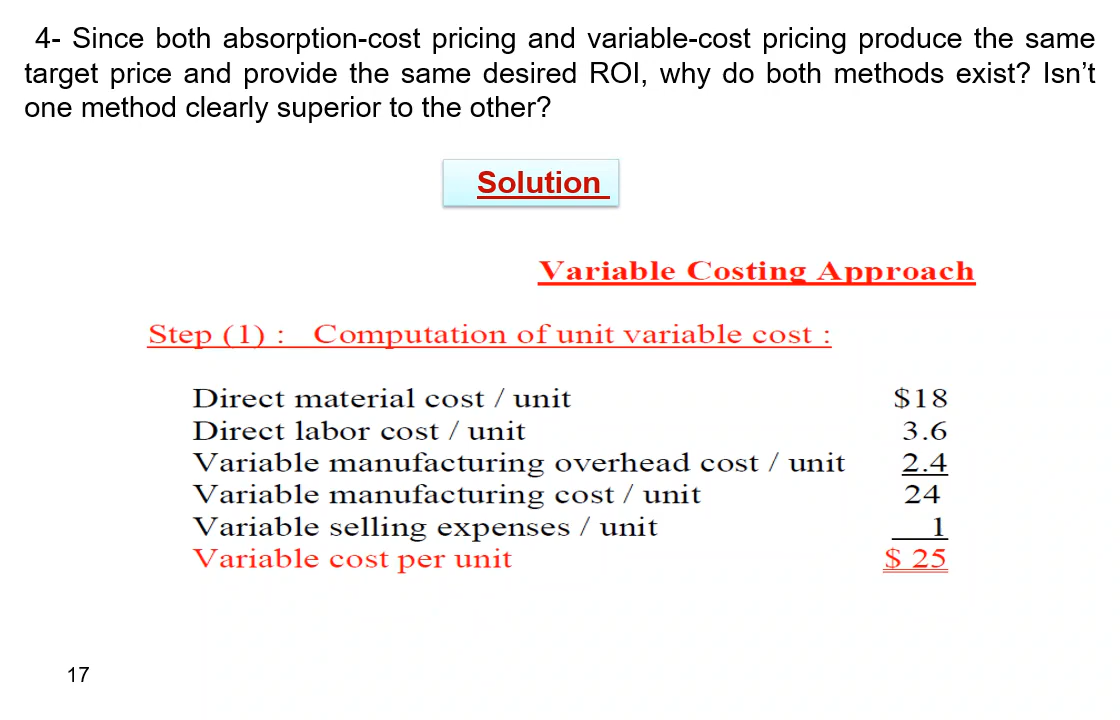 4- Since both absorption-cost pricing and variable-cost pricing produce the same
target price and provide the same desired ROI, why do both methods exist? Isn’t
one method clearly superior to the other?
Solution
Variable Costing Approach
Step (1) : Computation of unit variable cost :
Direct material cost / unit $18
Direct labor cost / unit 3.6
Variable manufacturing overhead cost / unit 2.4
Variable manufacturing cost / unit 24
Variable selling expenses / unit 1
Variable cost per unit $ 25
17